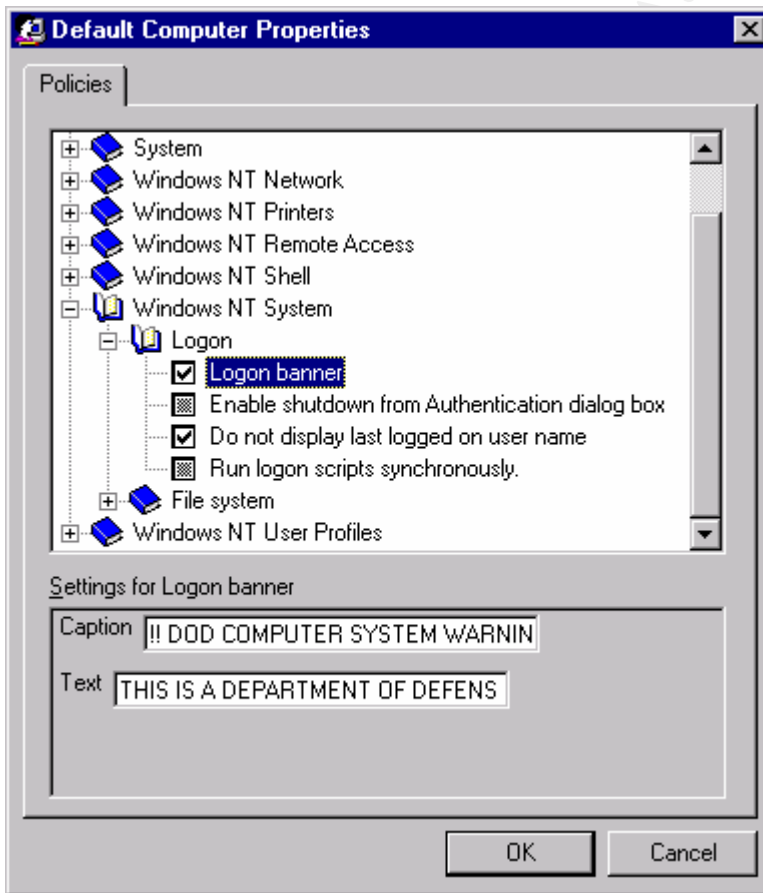 Default Computer Properties
Policies
System
Windows NT Network
Windows NT Printers
Windows NT Remote Access
Windows NT Shell
Windows NT System
Logon
Logon banner
Enable shutdown from Authentication dialog box
Do not display last logged on user name
Run logon scripts synchronously.
File system
Windows NT User Profiles
Settings for Logon banner
Caption !! DOD COMPUTER SYSTEM WARNIN
Text THIS IS A DEPARTMENT OF DEFENS
OK Cancel